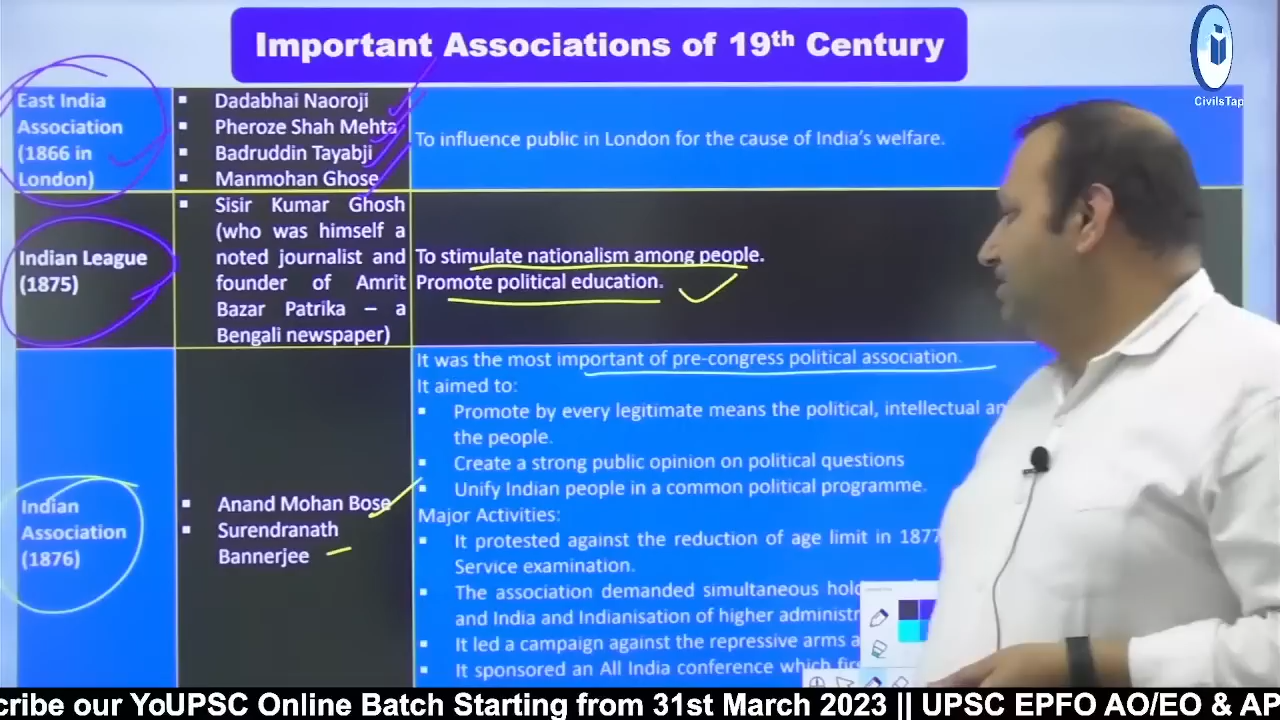 Important Associations of 19th Century
CivilsTap
East India
Association
(1866 in
London)
▪ Dadabhai Naoroji
▪ Pheroze Shah Mehta
▪ Badruddin Tayabji
▪ Manmohan Ghose
To influence public in London for the cause of India's welfare.
Indian League
(1875)
▪ Sisir Kumar Ghosh
(who was himself a
noted journalist and
founder of Amrit
Bazar Patrika – a
Bengali newspaper)
To stimulate nationalism among people.
Promote political education.
Indian
Association
(1876)
▪ Anand Mohan Bose
▪ Surendranath
Bannerjee
It was the most important of pre-congress political association.
It aimed to:
▪ Promote by every legitimate means the political, intellectual
the people.
▪ Create a strong public opinion on political questions
▪ Unify Indian people in a common political programme.
Major Activities:
▪ It protested against the reduction of age limit in 1877
Service examination.
▪ The association demanded simultaneous
and India and Indianisation of higher
▪ It led a campaign against the repressive arms
▪ It sponsored an All India conference which
cribe our YoUPSC Online Batch Starting from 31st March 2023 || UPSC EPFO AO/EO & AP